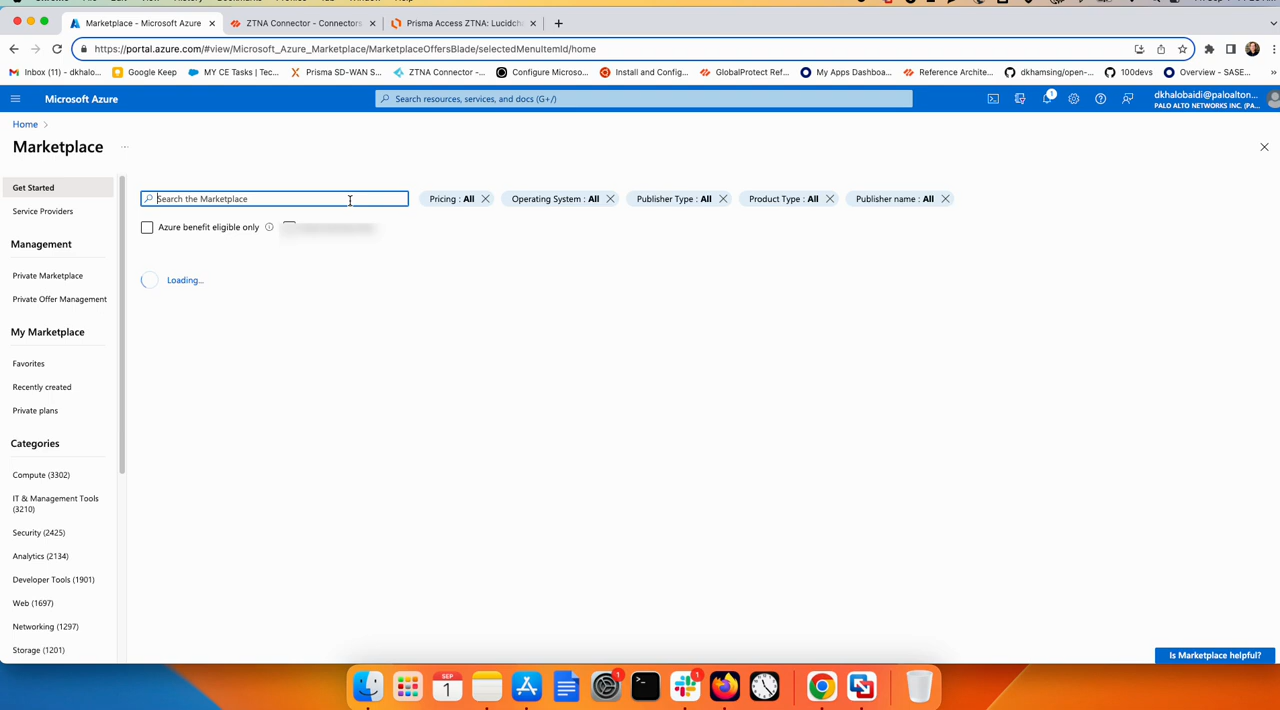 Marketplace - Microsoft Azure
ZTNA Connector - Connectors
Prisma Access ZTNA: Lucidch
https://portal.azure.com/#view/Microsoft_Azure_Marketplace/MarketplaceOffersBlade/selectedMenuItemId/home
Inbox (11) - dkhalo...
Google Keep
MY CE Tasks | Tec...
Prisma SD-WAN S...
ZTNA Connector -...
Configure Microso...
Install and Config...
GlobalProtect Ref...
My Apps Dashboa...
Reference Archite...
dkhamsing/open-...
100devs
Overview - SASE...
»
Microsoft Azure
Search resources, services, and docs (G+/)
1
dkhalobaidi@paloalton...
PALO ALTO NETWORKS INC. (PA...
Home
Marketplace
...
Get Started
Service Providers
Management
Private Marketplace
Private Offer Management
My Marketplace
Favorites
Recently created
Private plans
Categories
Compute (3302)
IT & Management Tools
(3210)
Security (2425)
Analytics (2134)
Developer Tools (1901)
Web (1697)
Networking (1297)
Storage (1201)
Search the Marketplace
Pricing : All
Operating System : All
Publisher Type : All
Product Type : All
Publisher name : All
Azure benefit eligible only
Loading...
Is Marketplace helpful?
SEP
1
1
1